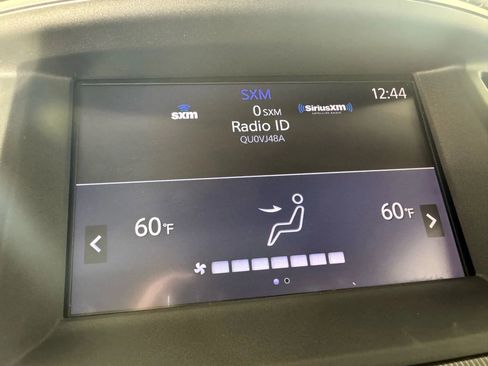 SXM
12:44
sxm
0 SXM
SiriusXM
SATELLITE RADIO
Radio ID
QU0VJ48A
60°F
60°F